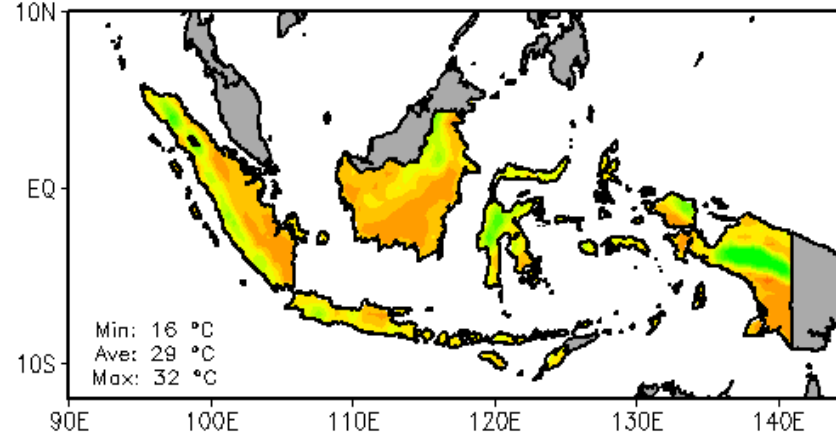 10N
EQ
Min: 16 °C
Ave: 29 °C
Max: 32 °C
10S
90E 100E 110E 120E 130E 140E